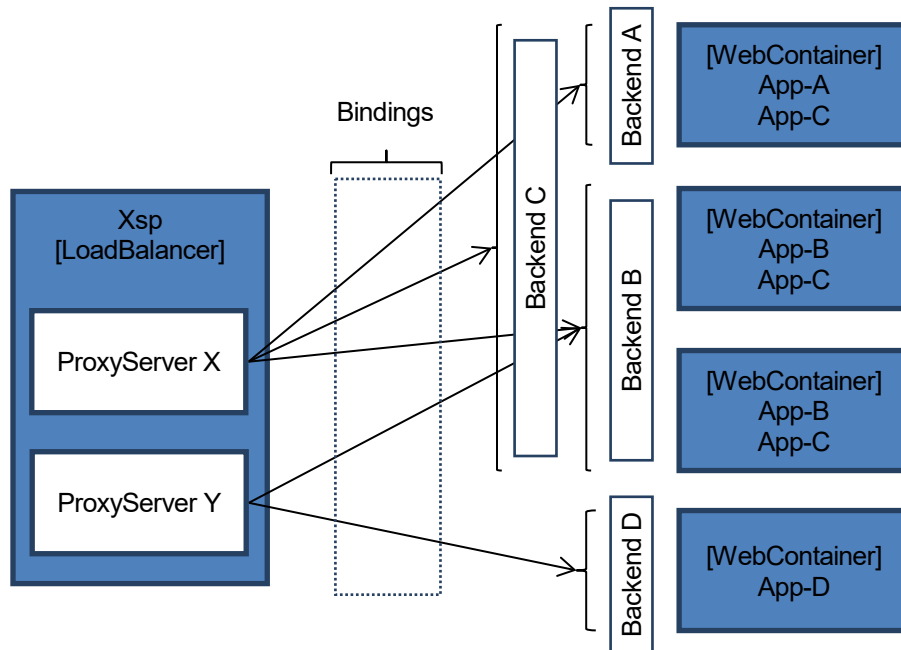 Bindings
Xsp
[LoadBalancer]
ProxyServer X
ProxyServer Y
Backend C
Backend A
Backend B
Backend D
[WebContainer]
App-A
App-C
[WebContainer]
App-B
App-C
[WebContainer]
App-B
App-C
[WebContainer]
App-D